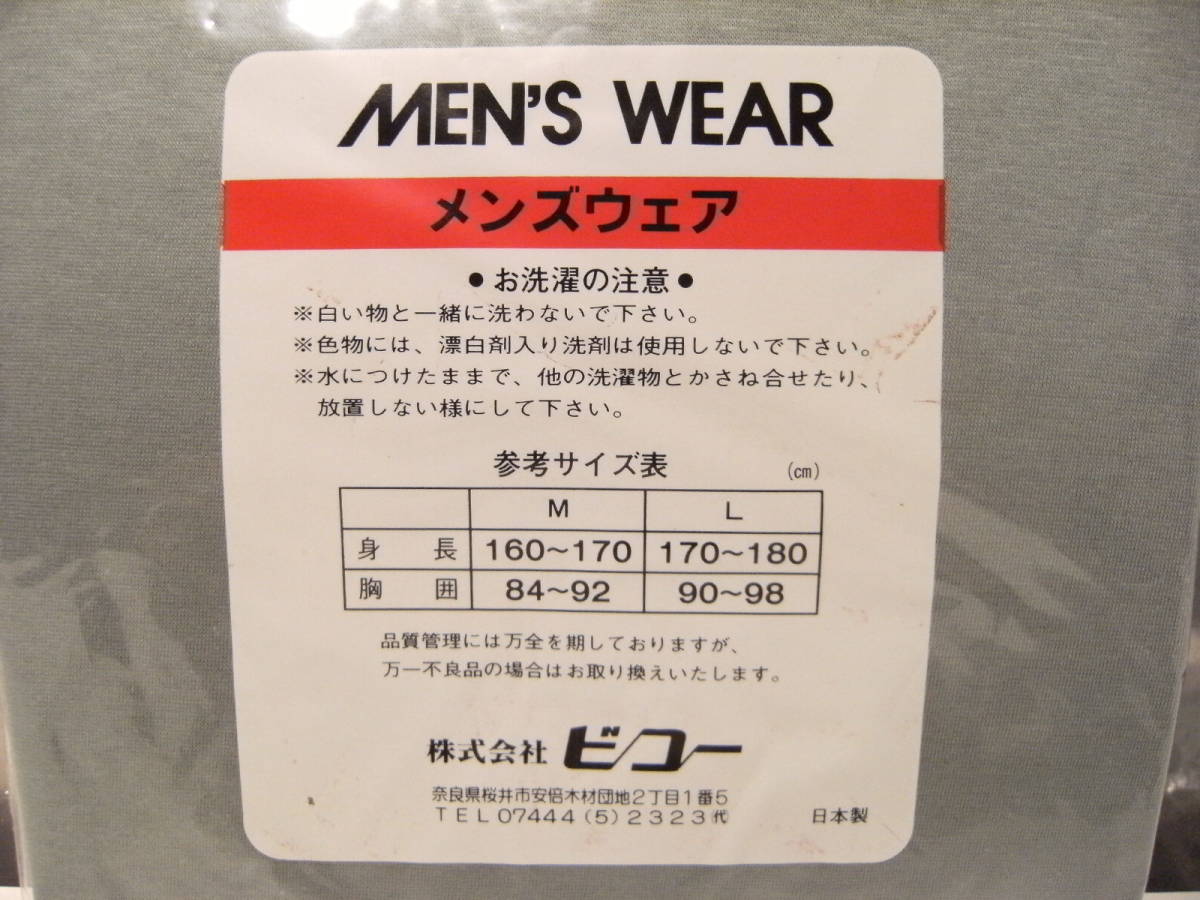 MEN'S WEAR
メンズウェア
●お洗濯の注意●
※白い物と一緒に洗わないで下さい。
※色物には、漂白剤入り洗剤は使用しないで下さい。
※水につけたままで、他の洗濯物とかさね合せたり、
放置しない様にして下さい。
参考サイズ表 (cm)
M L
身長 160〜170 170〜180
胸囲 84〜92 90〜98
品質管理には万全を期しておりますが、
万一不良品の場合はお取り換えいたします。
株式会社 ビコー
奈良県桜井市安倍木材団地2丁目1番5
TEL 07444(5)2323㈹ 日本製